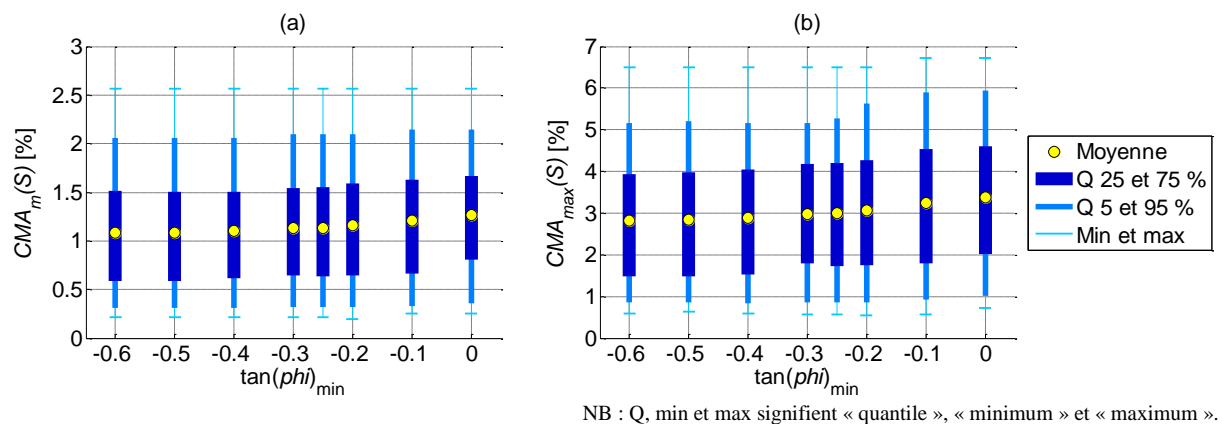 (a)
3
2.5
2
1.5
1
0.5
0
CMA_m(S) [%]
-0.6 -0.5 -0.4 -0.3 -0.2 -0.1 0
tan(phi)_min
(b)
7
6
5
4
3
2
1
0
CMA_max(S) [%]
-0.6 -0.5 -0.4 -0.3 -0.2 -0.1 0
tan(phi)_min
Moyenne
Q 25 et 75 %
Q 5 et 95 %
Min et max
NB : Q, min et max signifient « quantile », « minimum » et « maximum ».